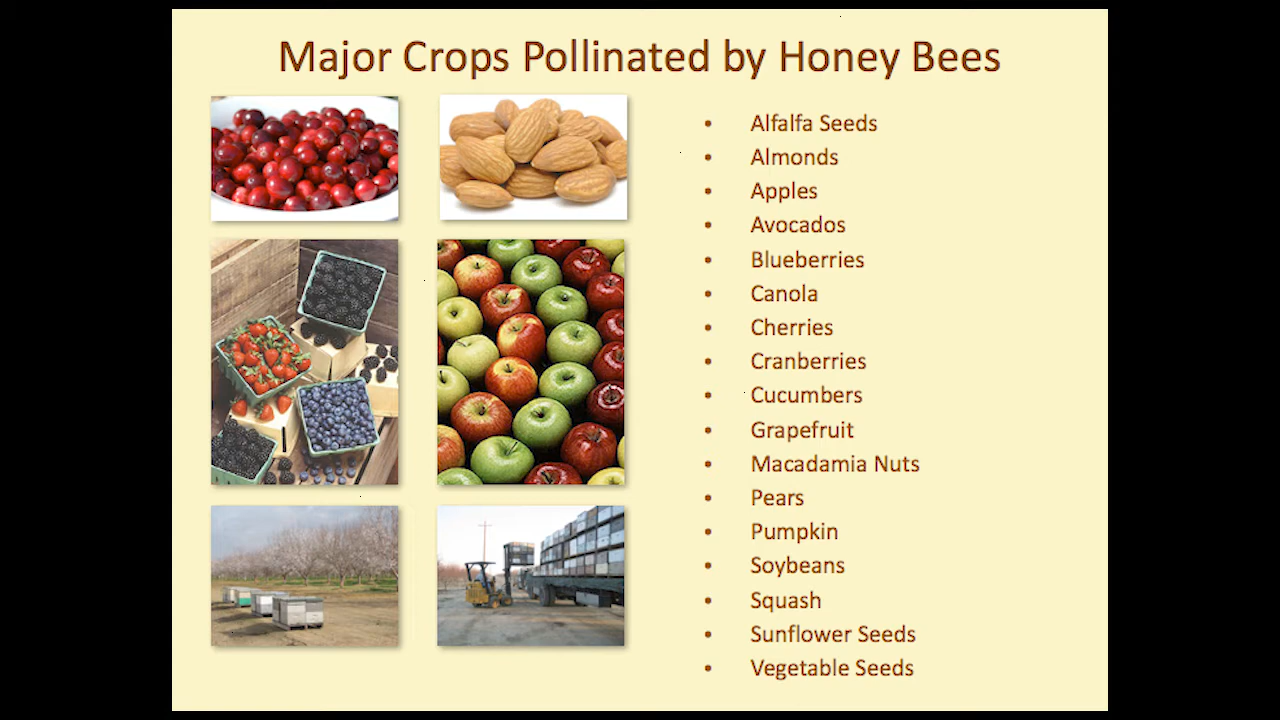 Major Crops Pollinated by Honey Bees
• Alfalfa Seeds
• Almonds
• Apples
• Avocados
• Blueberries
• Canola
• Cherries
• Cranberries
• Cucumbers
• Grapefruit
• Macadamia Nuts
• Pears
• Pumpkin
• Soybeans
• Squash
• Sunflower Seeds
• Vegetable Seeds